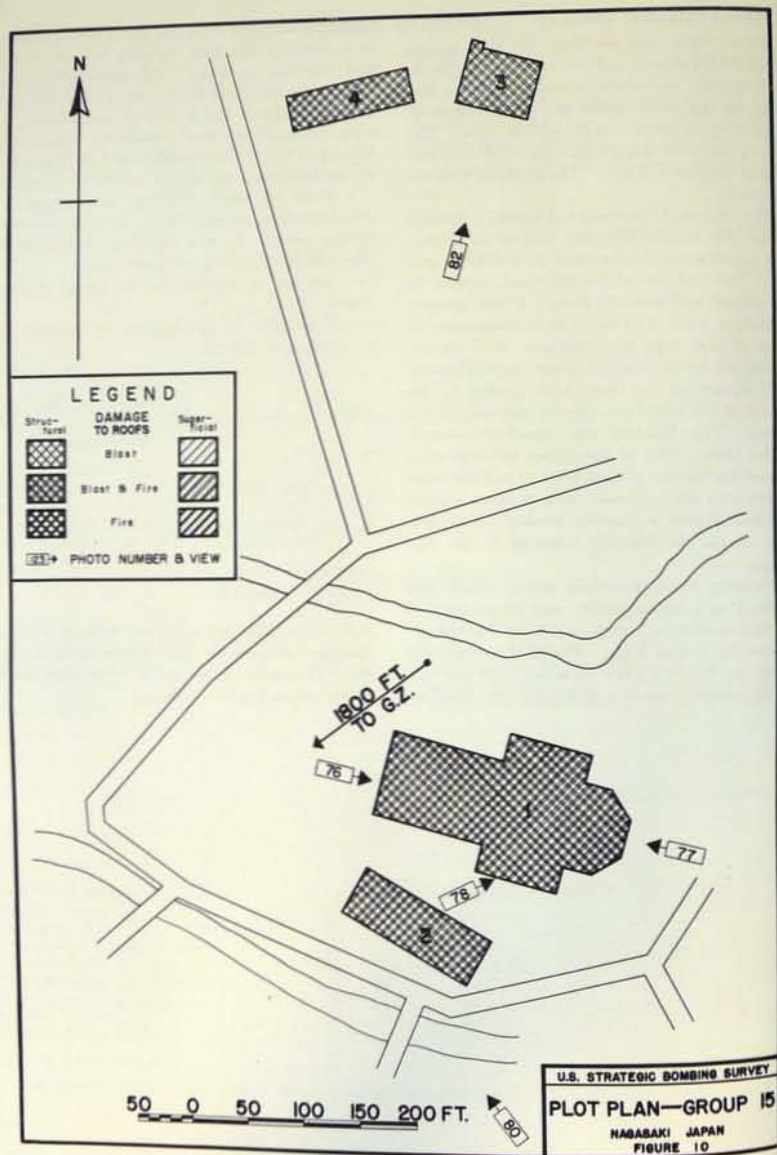 N
4
3
82
LEGEND
Struc-tural
DAMAGE TO ROOFS
Super-ficial
Blast
Blast & Fire
Fire
123 PHOTO NUMBER & VIEW
1800 FT.
TO G.Z.
76
1
77
78
2
50 0 50 100 150 200 FT.
80
U.S. STRATEGIC BOMBING SURVEY
PLOT PLAN—GROUP 15
NAGASAKI JAPAN
FIGURE 10